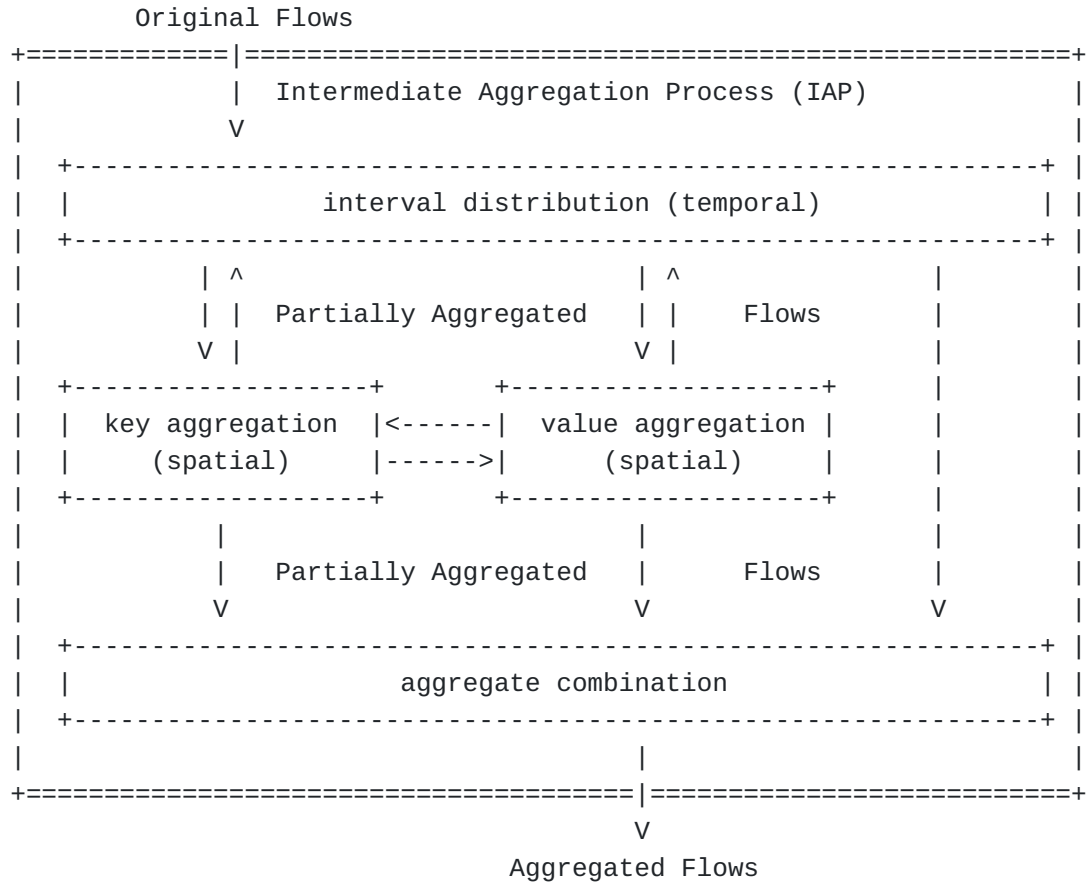 Original Flows
Intermediate Aggregation Process (IAP)
interval distribution (temporal)
Partially Aggregated Flows
key aggregation value aggregation
(spatial) (spatial)
Partially Aggregated Flows
aggregate combination
Aggregated Flows